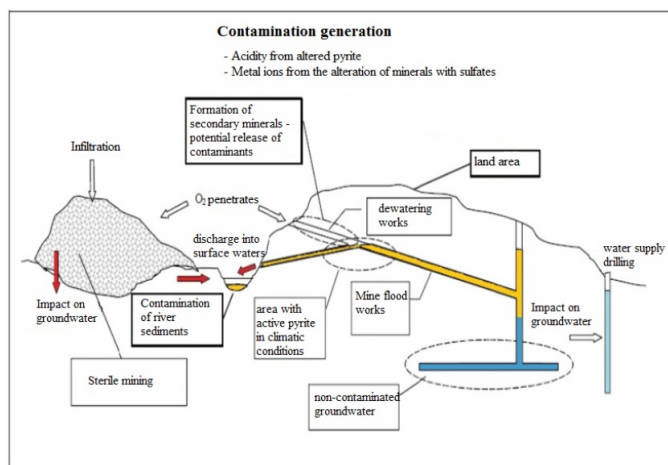 Contamination generation
- Acidity from altered pyrite
- Metal ions from the alteration of minerals with sulfates
Formation of
secondary minerals -
potential release of
contaminants
Infiltration
land area
O₂ penetrates
dewatering
works
discharge into
surface waters
water supply
drilling
Impact on
groundwater
Contamination
of river
sediments
area with
active pyrite
in climatic
conditions
Mine flood
works
Impact on
groundwater
Sterile mining
non-contaminated
groundwater